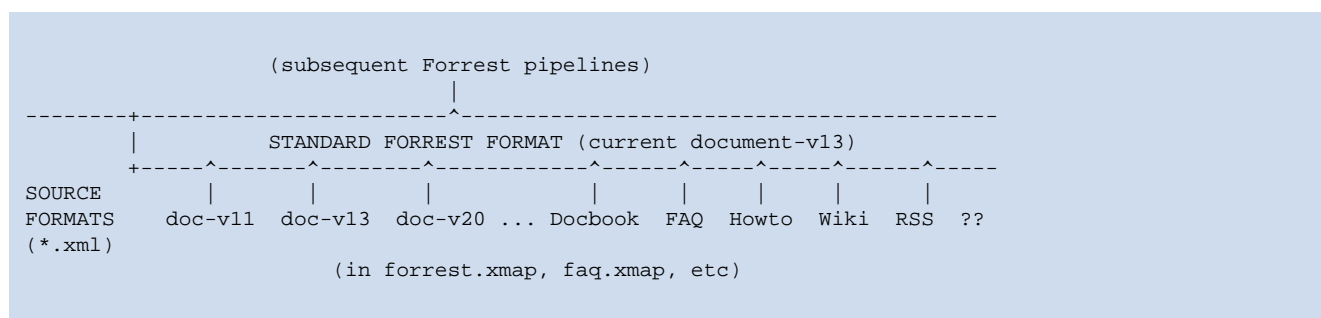 (subsequent Forrest pipelines)
                                   |
--------+------------------------^------------------------------------------
        |          STANDARD FORREST FORMAT (current document-v13)
        +-----^-------^--------^------------^------^-----^-----^------^-----
SOURCE        |       |        |            |      |     |     |      |
FORMATS    doc-v11 doc-v13 doc-v20 ... Docbook  FAQ  Howto  Wiki  RSS  ??
(*.xml)
                        (in forrest.xmap, faq.xmap, etc)